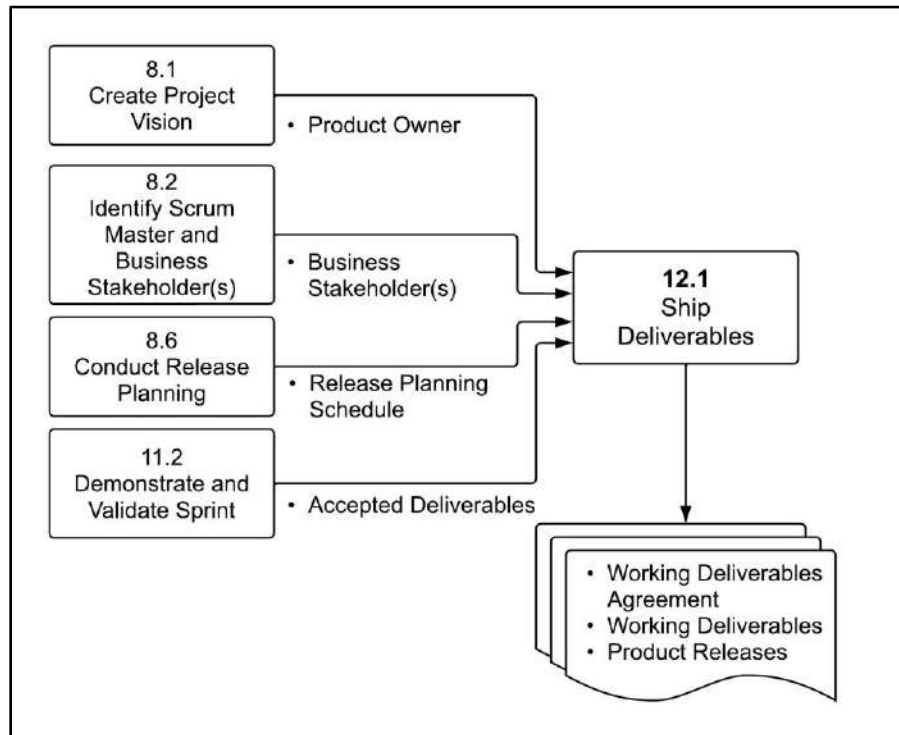 8.1
Create Project
Vision
• Product Owner
8.2
Identify Scrum
Master and
Business
Stakeholder(s)
• Business
Stakeholder(s)
8.6
Conduct Release
Planning
• Release Planning
Schedule
11.2
Demonstrate and
Validate Sprint
• Accepted Deliverables
12.1
Ship
Deliverables
• Working Deliverables
Agreement
• Working Deliverables
• Product Releases